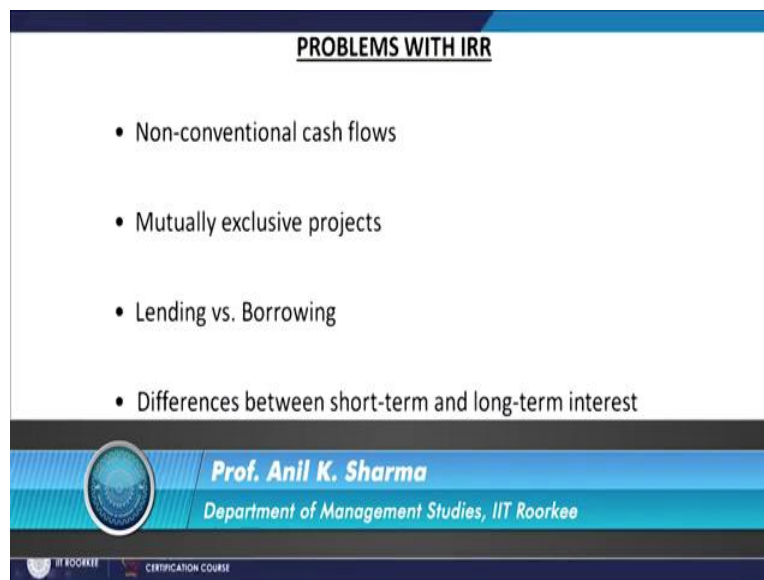 PROBLEMS WITH IRR
• Non-conventional cash flows
• Mutually exclusive projects
• Lending vs. Borrowing
• Differences between short-term and long-term interest
Prof. Anil K. Sharma
Department of Management Studies, IIT Roorkee
IIT ROORKEE
CERTIFICATION COURSE